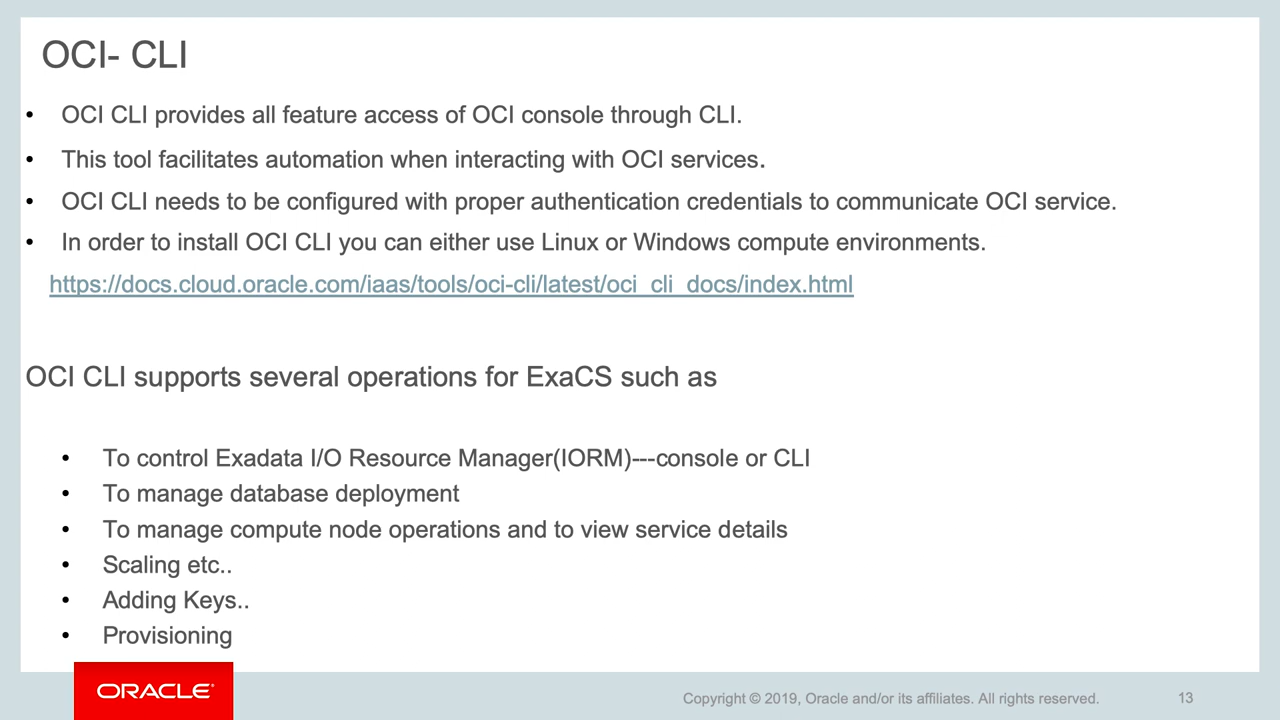 OCI- CLI
• OCI CLI provides all feature access of OCI console through CLI.
• This tool facilitates automation when interacting with OCI services.
• OCI CLI needs to be configured with proper authentication credentials to communicate OCI service.
• In order to install OCI CLI you can either use Linux or Windows compute environments.
https://docs.cloud.oracle.com/iaas/tools/oci-cli/latest/oci_cli_docs/index.html
OCI CLI supports several operations for ExaCS such as
• To control Exadata I/O Resource Manager(IORM)---console or CLI
• To manage database deployment
• To manage compute node operations and to view service details
• Scaling etc..
• Adding Keys..
• Provisioning
ORACLE®
Copyright © 2019, Oracle and/or its affiliates. All rights reserved.
13